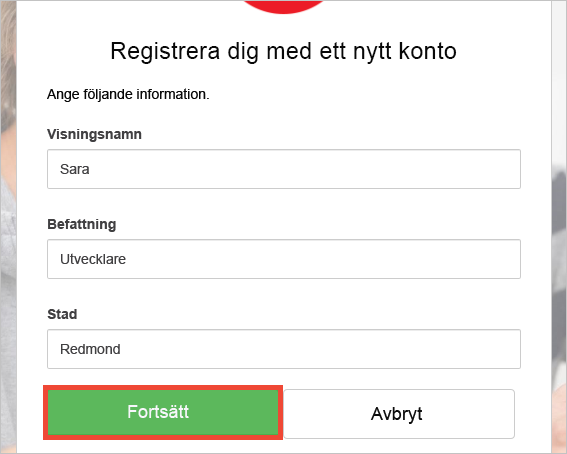 Registrera dig med ett nytt konto
Ange följande information.
Visningsnamn
Sara
Befattning
Utvecklare
Stad
Redmond
Fortsätt
Avbryt